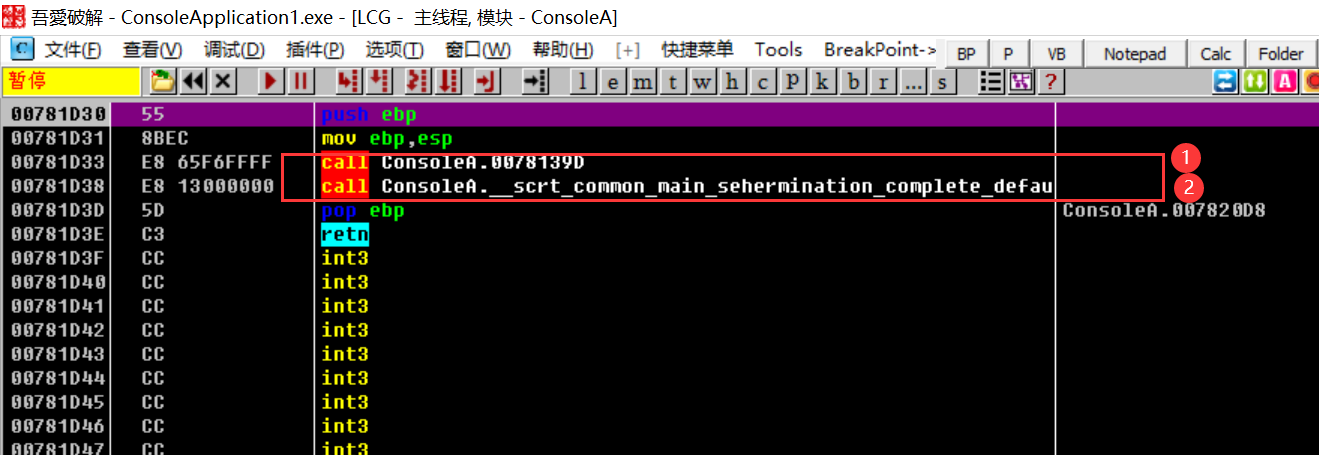 吾愛破解 - ConsoleApplication1.exe - [LCG - 主线程, 模块 - ConsoleA]
C 文件(F) 查看(V) 调试(D) 插件(P) 选项(T) 窗口(W) 帮助(H) [+] 快捷菜单 Tools BreakPoint-> BP P VB Notepad Calc Folder
暂停 l e m t w h c P k b r ... s ? A
00781D30 55 push ebp
00781D31 8BEC mov ebp,esp
00781D33 E8 65F6FFFF call ConsoleA.0078139D 1
00781D38 E8 13000000 call ConsoleA.__scrt_common_main_sehermination_complete_defau 2
00781D3D 5D pop ebp ConsoleA.007820D8
00781D3E C3 retn
00781D3F CC int3
00781D40 CC int3
00781D41 CC int3
00781D42 CC int3
00781D43 CC int3
00781D44 CC int3
00781D45 CC int3
00781D46 CC int3
00781D47 CC int3